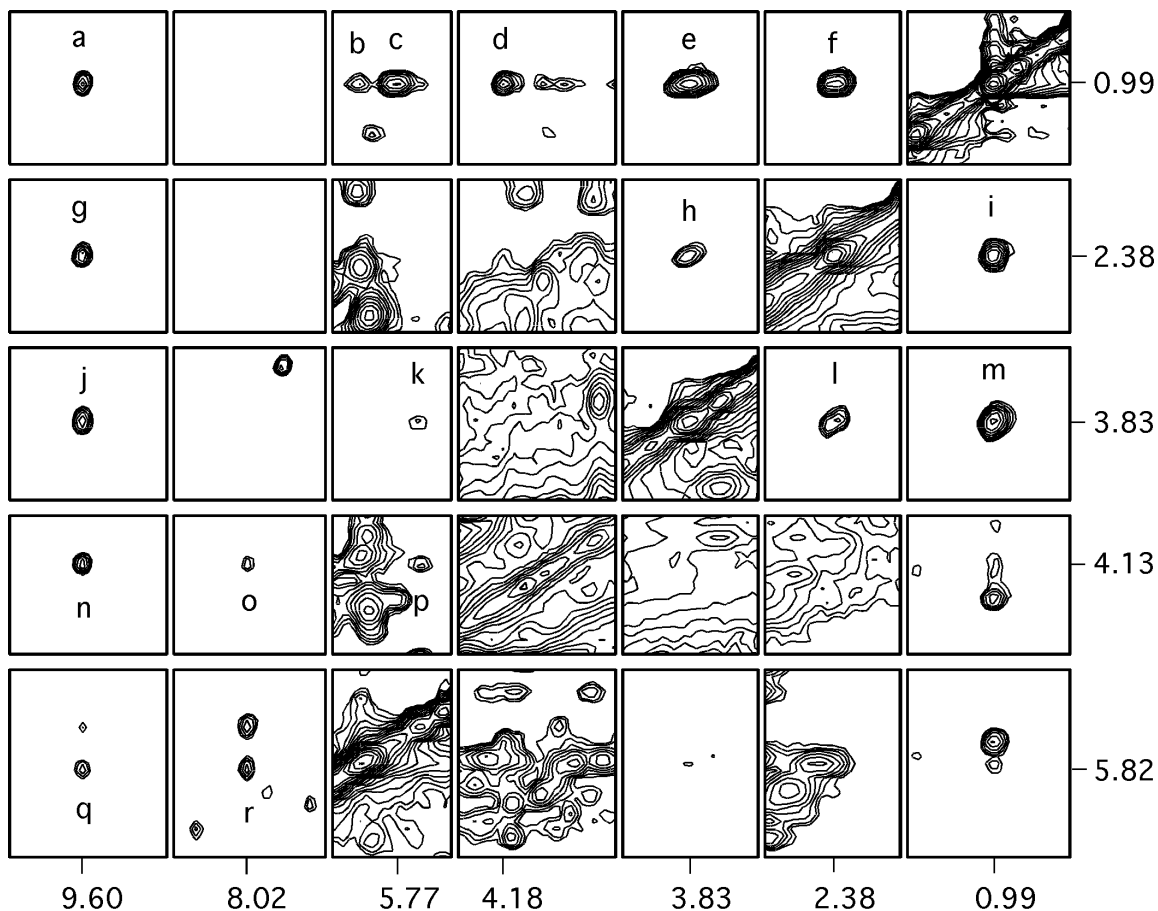 a b c d e f 0.99
g h i 2.38
j k l m 3.83
4.13
n o p
5.82
q r
9.60 8.02 5.77 4.18 3.83 2.38 0.99